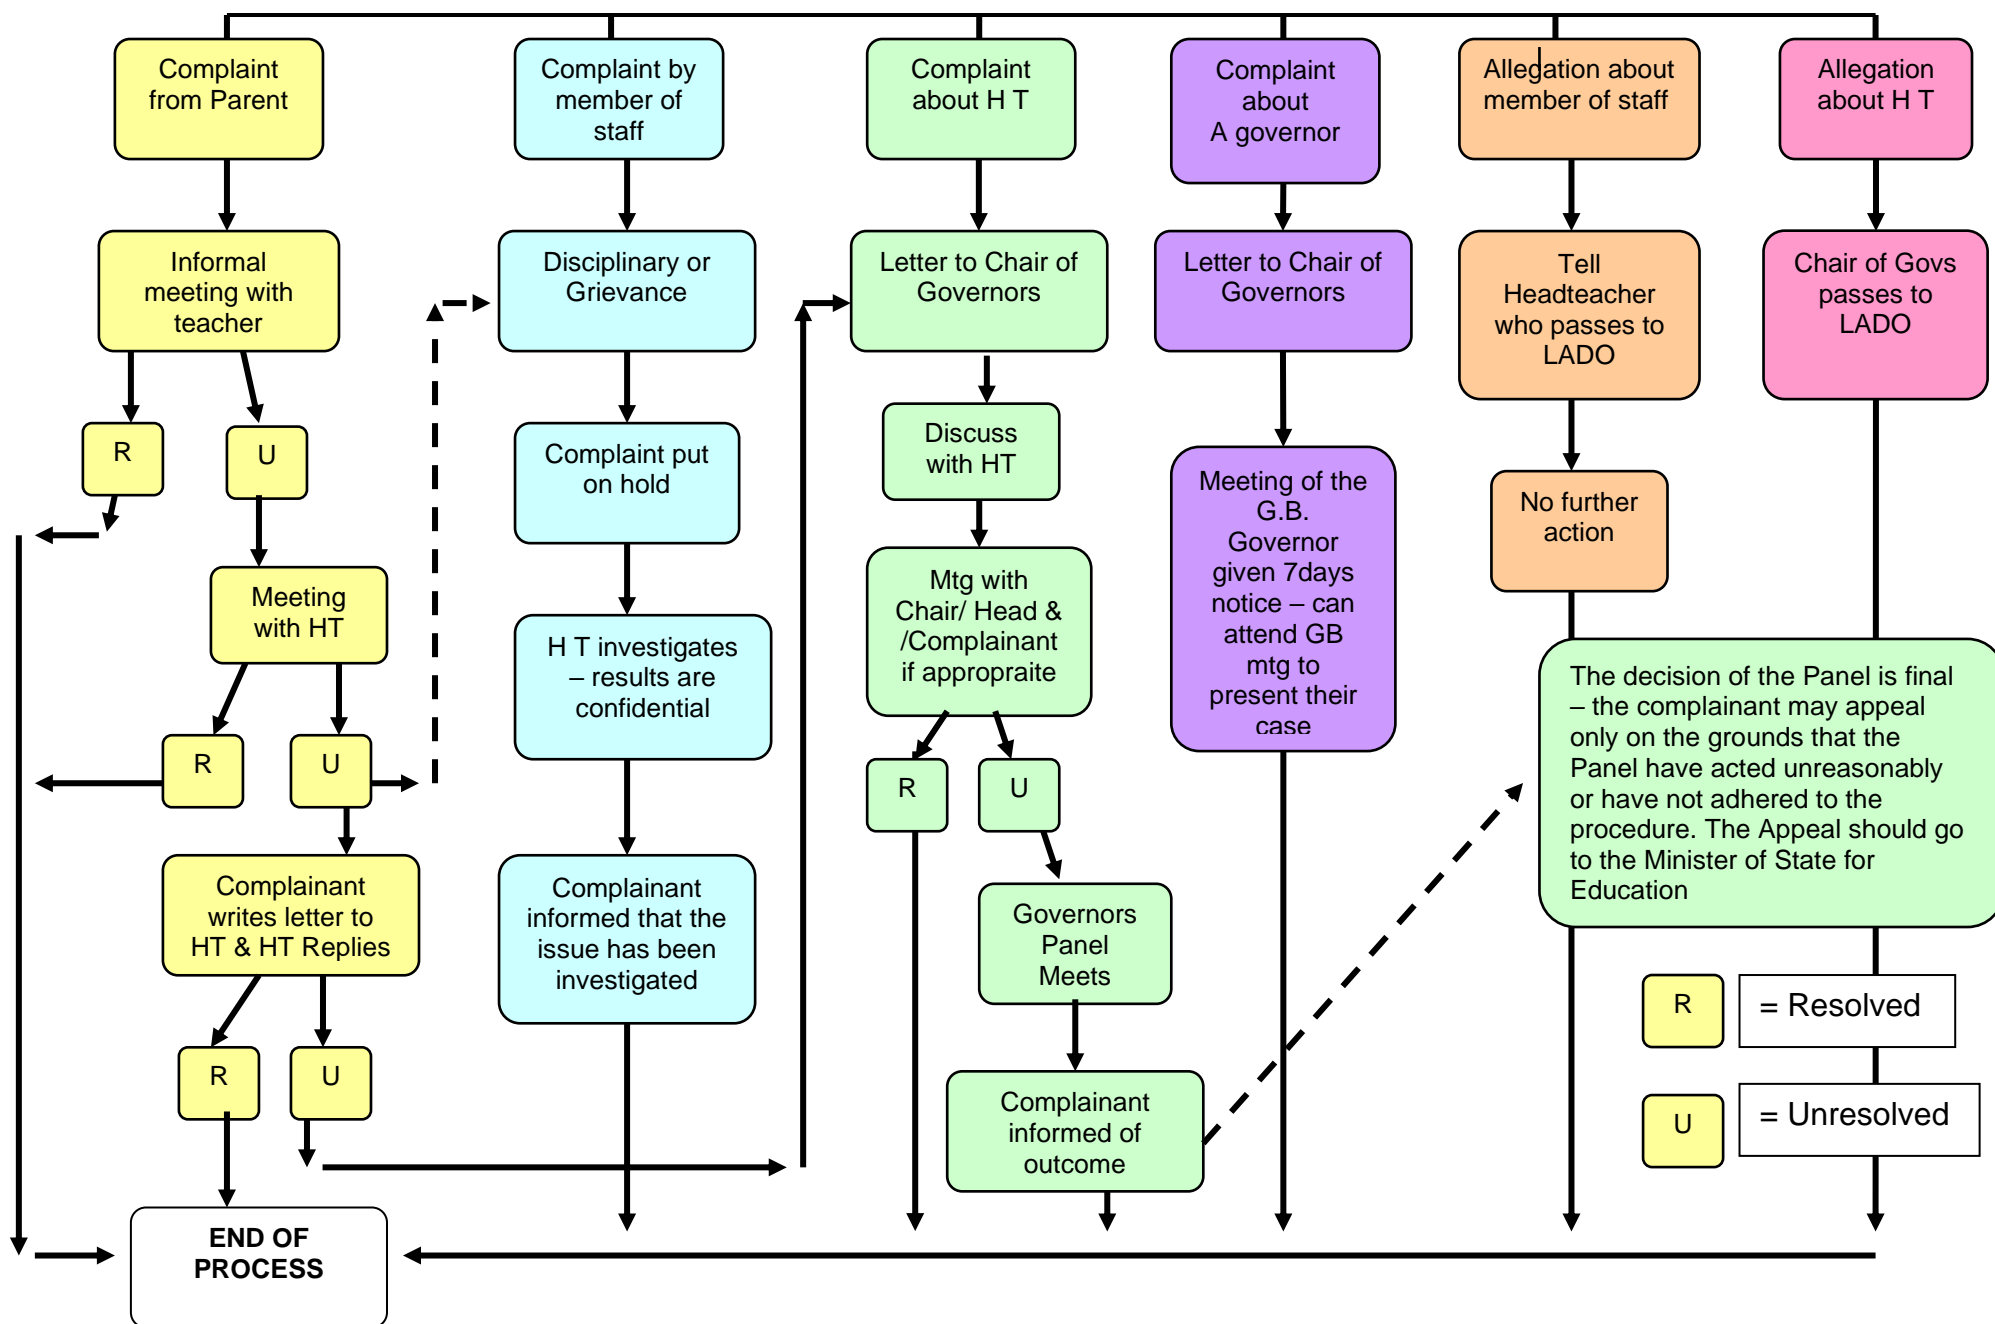 Complaint
from Parent
Complaint by
member of
staff
Complaint
about H T
Complaint
about
A governor
Allegation about
member of staff
Allegation
about H T
Informal
meeting with
teacher
Disciplinary or
Grievance
Letter to Chair of
Governors
Letter to Chair of
Governors
Tell
Headteacher
who passes to
LADO
Chair of Govs
passes to
LADO
R
U
Complaint put
on hold
Discuss
with HT
Meeting of the
G.B.
Governor
given 7days
notice – can
attend GB
mtg to
present their
case
No further
action
Meeting
with HT
H T investigates
– results are
confidential
Mtg with
Chair/ Head &
/Complainant
if appropraite
The decision of the Panel is final
– the complainant may appeal
only on the grounds that the
Panel have acted unreasonably
or have not adhered to the
procedure. The Appeal should go
to the Minister of State for
Education
R
U
R
U
Complainant
writes letter to
HT & HT Replies
Complainant
informed that the
issue has been
investigated
Governors
Panel
Meets
R
= Resolved
R
U
Complainant
informed of
outcome
U
= Unresolved
END OF
PROCESS